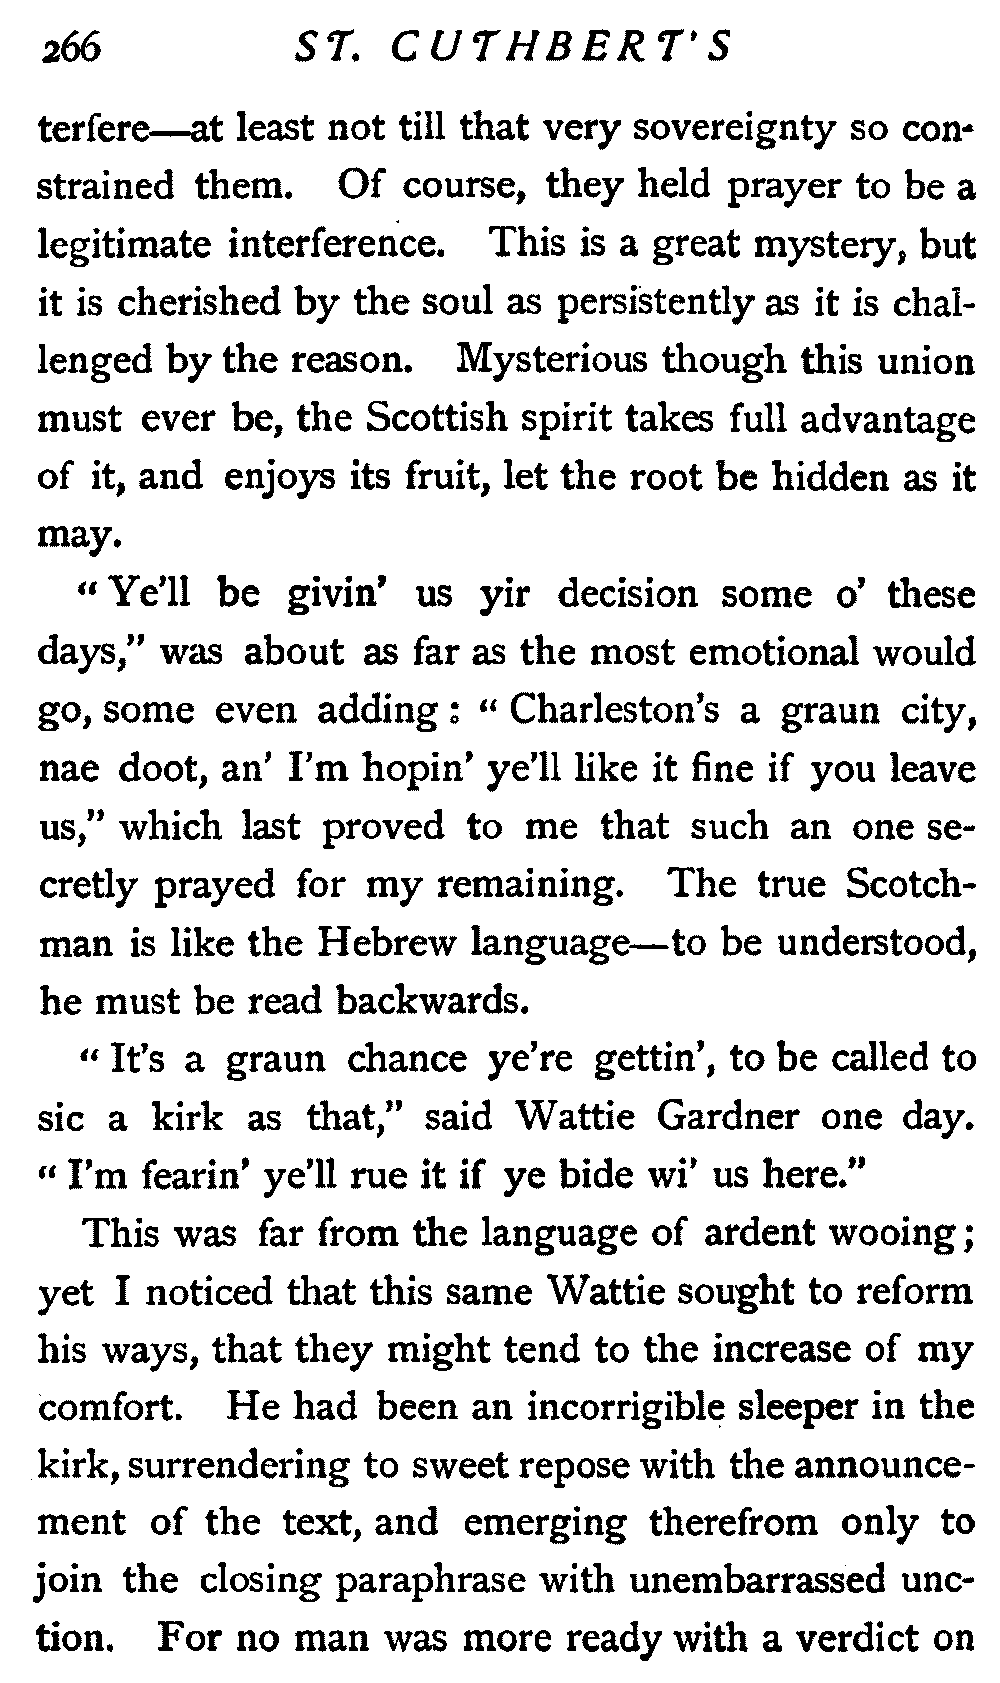 266 ST. CUTHBERT'S
terfere—at least not till that very sovereignty so con-
strained them. Of course, they held prayer to be a
legitimate interference. This is a great mystery, but
it is cherished by the soul as persistently as it is chal-
lenged by the reason. Mysterious though this union
must ever be, the Scottish spirit takes full advantage
of it, and enjoys its fruit, let the root be hidden as it
may.
"Ye'll be givin' us yir decision some o' these
days," was about as far as the most emotional would
go, some even adding: "Charleston's a graun city,
nae doot, an' I'm hopin' ye'll like it fine if you leave
us," which last proved to me that such an one se-
cretly prayed for my remaining. The true Scotch-
man is like the Hebrew language—to be understood,
he must be read backwards.
"It's a graun chance ye're gettin', to be called to
sic a kirk as that," said Wattie Gardner one day.
"I'm fearin' ye'll rue it if ye bide wi' us here."
This was far from the language of ardent wooing;
yet I noticed that this same Wattie sought to reform
his ways, that they might tend to the increase of my
comfort. He had been an incorrigible sleeper in the
kirk, surrendering to sweet repose with the announce-
ment of the text, and emerging therefrom only to
join the closing paraphrase with unembarrassed unc-
tion. For no man was more ready with a verdict on